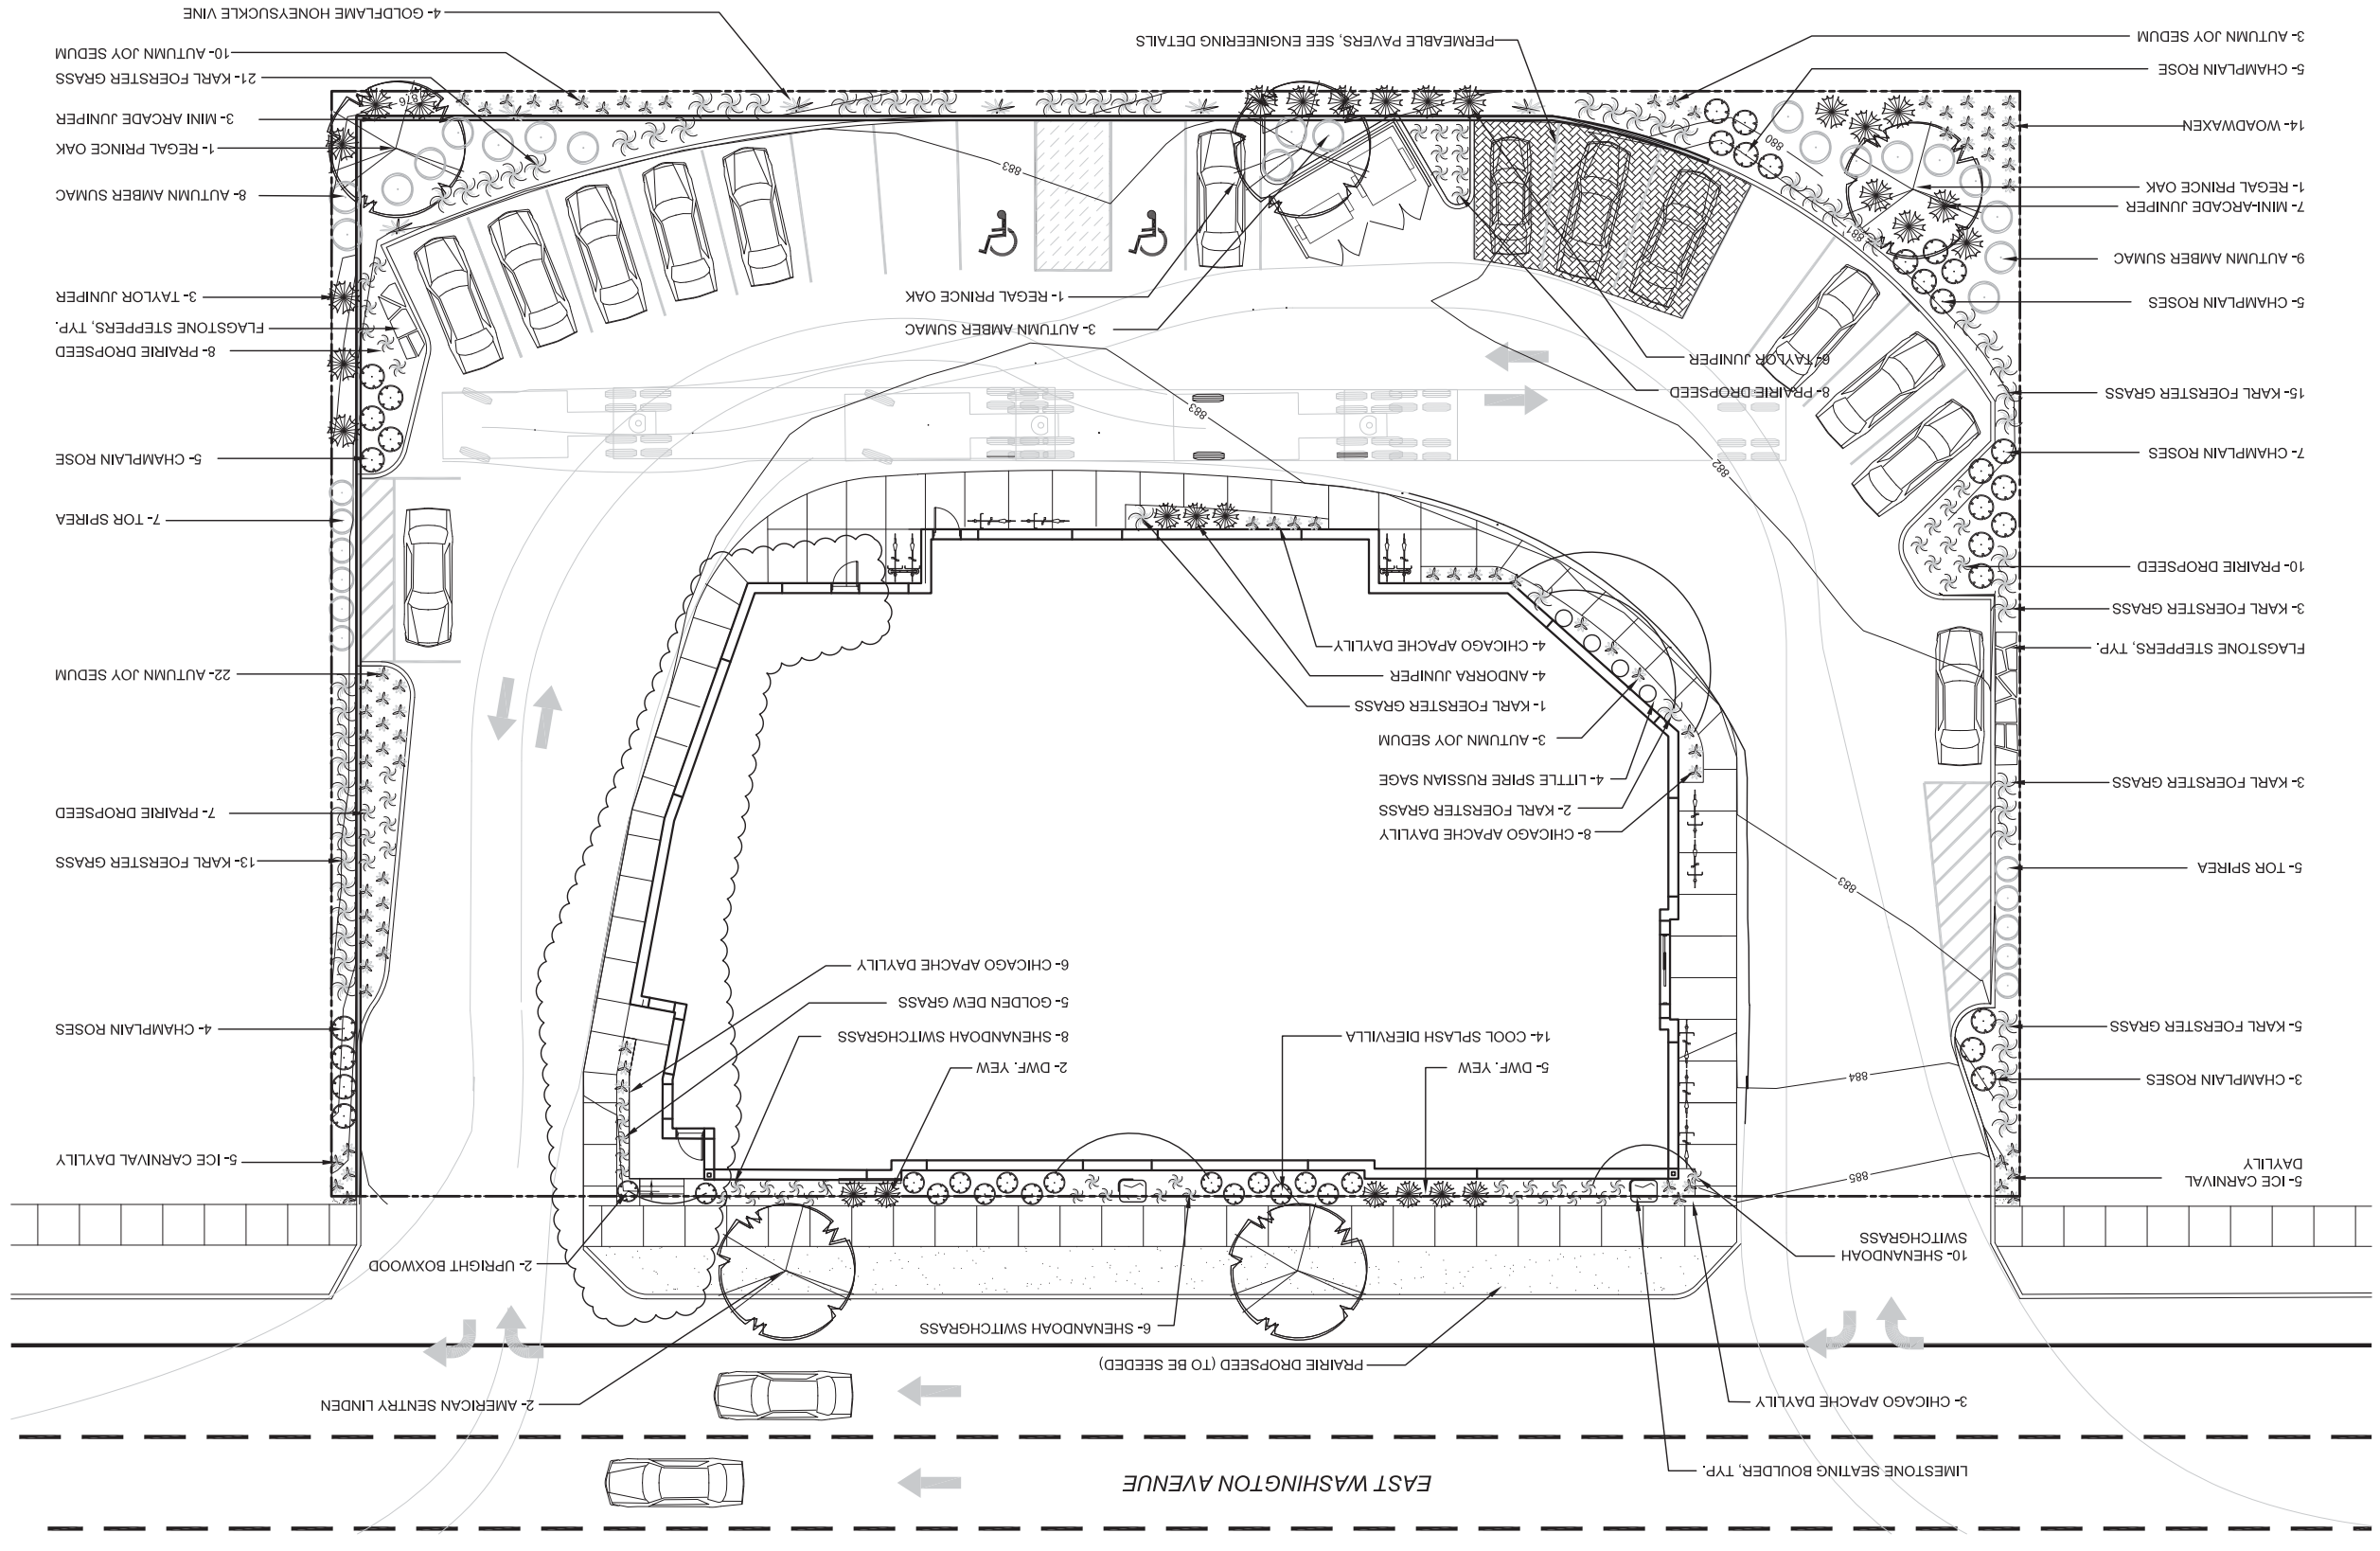 EAST WASHINGTON AVENUE
LIMESTONE SEATING BOULDER, TYP.
3- CHICAGO APACHE DAYLILY
2- AMERICAN SENTRY LINDEN
PRAIRIE DROPSEED (TO BE SEEDED)
6- SHENANDOAH SWITCHGRASS
2- UPRIGHT BOXWOOD
10- SHENANDOAH
SWITCHGRASS
5- ICE CARNIVAL
DAYLILY
885
5- ICE CARNIVAL DAYLILY
3- CHAMPLAIN ROSES
884
5- DWF. YEW
2- DWF. YEW
14- COOL SPLASH DIERVILLA
8- SHENANDOAH SWITCHGRASS
5- KARL FOERSTER GRASS
4- CHAMPLAIN ROSES
5- GOLDEN DEW GRASS
6- CHICAGO APACHE DAYLILY
883
5- TOR SPIREA
13- KARL FOERSTER GRASS
8- CHICAGO APACHE DAYLILY
2- KARL FOERSTER GRASS
7- PRAIRIE DROPSEED
3- KARL FOERSTER GRASS
4- LITTLE SPIRE RUSSIAN SAGE
3- AUTUMN JOY SEDUM
1- KARL FOERSTER GRASS
4- ANDORRA JUNIPER
22- AUTUMN JOY SEDUM
FLAGSTONE STEPPERS, TYP.
4- CHICAGO APACHE DAYLILY
3- KARL FOERSTER GRASS
10- PRAIRIE DROPSEED
7- TOR SPIREA
882
7- CHAMPLAIN ROSES
5- CHAMPLAIN ROSE
883
15- KARL FOERSTER GRASS
8- PRAIRIE DROPSEED
6- TAYLOR JUNIPER
8- PRAIRIE DROPSEED
3- AUTUMN AMBER SUMAC
FLAGSTONE STEPPERS, TYP.
5- CHAMPLAIN ROSES
1- REGAL PRINCE OAK
3- TAYLOR JUNIPER
9- AUTUMN AMBER SUMAC
881
7- MINI-ARCADE JUNIPER
8- AUTUMN AMBER SUMAC
1- REGAL PRINCE OAK
883
1- REGAL PRINCE OAK
880
14- WOADWAXEN
3- MINI ARCADE JUNIPER
876
21- KARL FOERSTER GRASS
5- CHAMPLAIN ROSE
10- AUTUMN JOY SEDUM
3- AUTUMN JOY SEDUM
PERMEABLE PAVERS, SEE ENGINEERING DETAILS
4- GOLDFLAME HONEYSUCKLE VINE